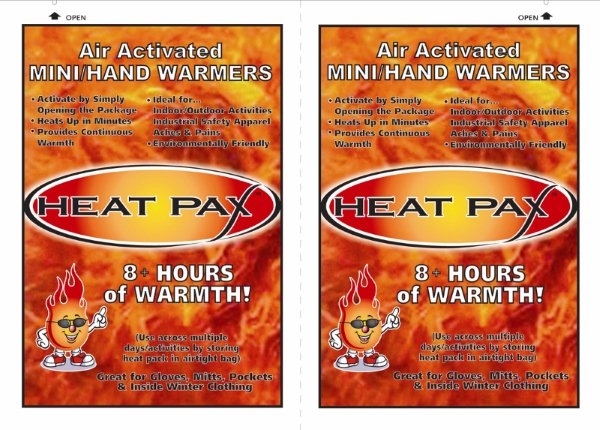 OPEN
Air Activated
MINI/HAND WARMERS
• Activate by Simply
Opening the Package
• Heats Up in Minutes
• Provides Continuous
Warmth
• Ideal for...
Indoor/Outdoor Activities
Industrial Safety Apparel
Aches & Pains
• Environmentally Friendly
HEAT PAX
8+ HOURS
of WARMTH!
(Use across multiple
days/activities by storing
heat pack in airtight bag)
Great for Gloves, Mitts, Pockets
& Inside Winter Clothing
OPEN
Air Activated
MINI/HAND WARMERS
• Activate by Simply
Opening the Package
• Heats Up in Minutes
• Provides Continuous
Warmth
• Ideal for...
Indoor/Outdoor Activities
Industrial Safety Apparel
Aches & Pains
• Environmentally Friendly
HEAT PAX
8+ HOURS
of WARMTH!
(Use across multiple
days/activities by storing
heat pack in airtight bag)
Great for Gloves, Mitts, Pockets
& Inside Winter Clothing